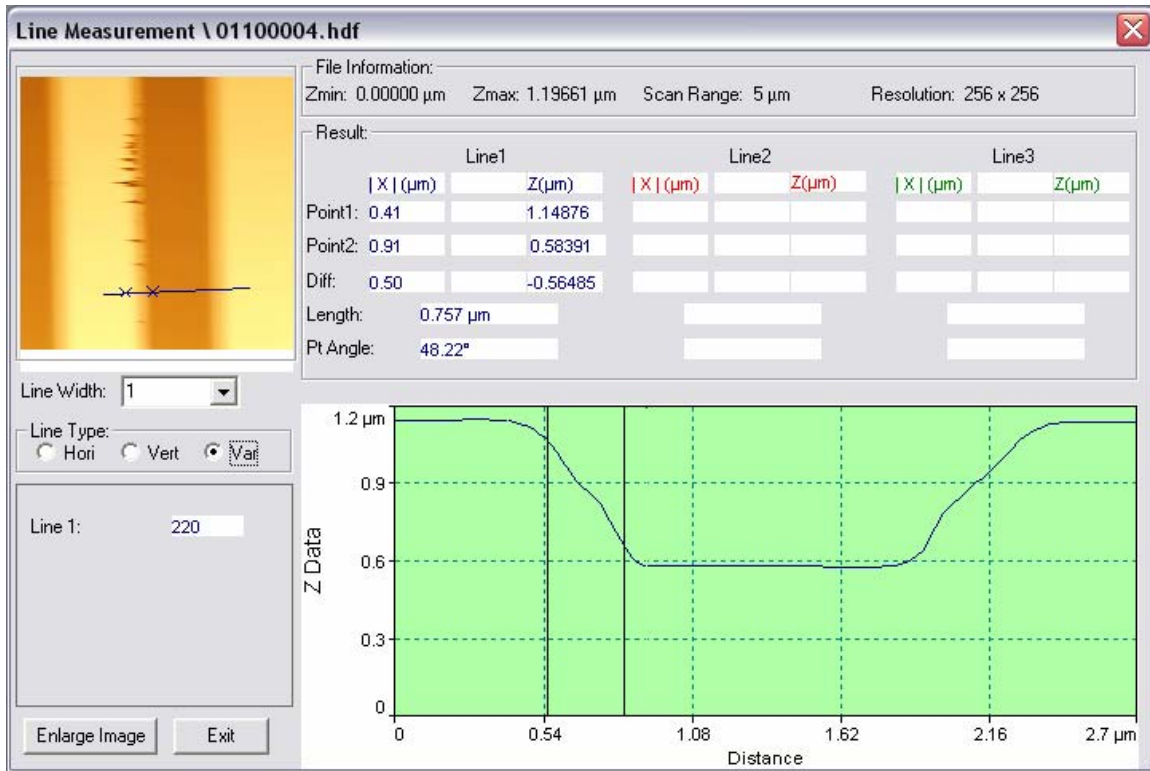 Line Measurement \ 01100004.hdf
File Information:
Zmin: 0.00000 µm Zmax: 1.19661 µm Scan Range: 5 µm Resolution: 256 x 256
Result:
Line1 Line2 Line3
| X | (µm) Z(µm) | X | (µm) Z(µm) | X | (µm) Z(µm)
Point1: 0.41 1.14876
Point2: 0.91 0.58391
Diff: 0.50 -0.56485
Length: 0.757 µm
Pt Angle: 48.22°
Line Width: 1
Line Type:
Hori Vert Var
Line 1: 220
Enlarge Image Exit
1.2 µm
0.9
0.6
0.3
0
Z Data
0 0.54 1.08 1.62 2.16 2.7 µm
Distance